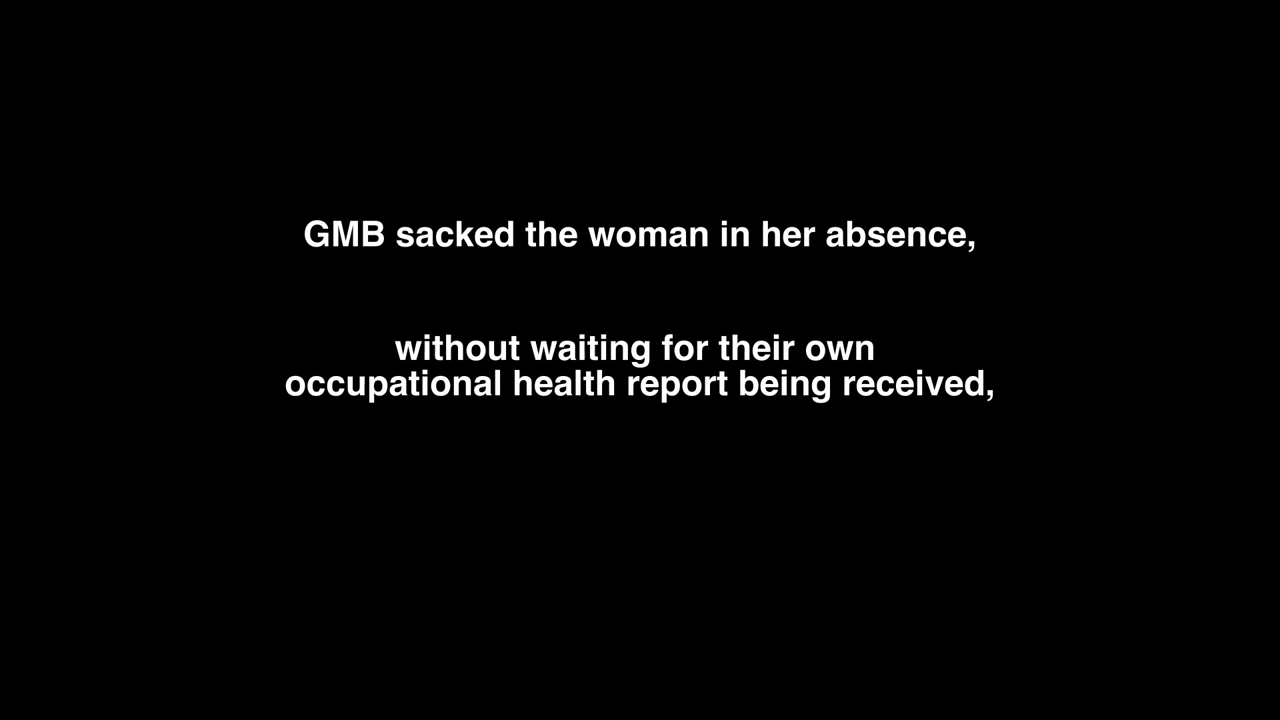 GMB sacked the woman in her absence,
without waiting for their own
occupational health report being received,